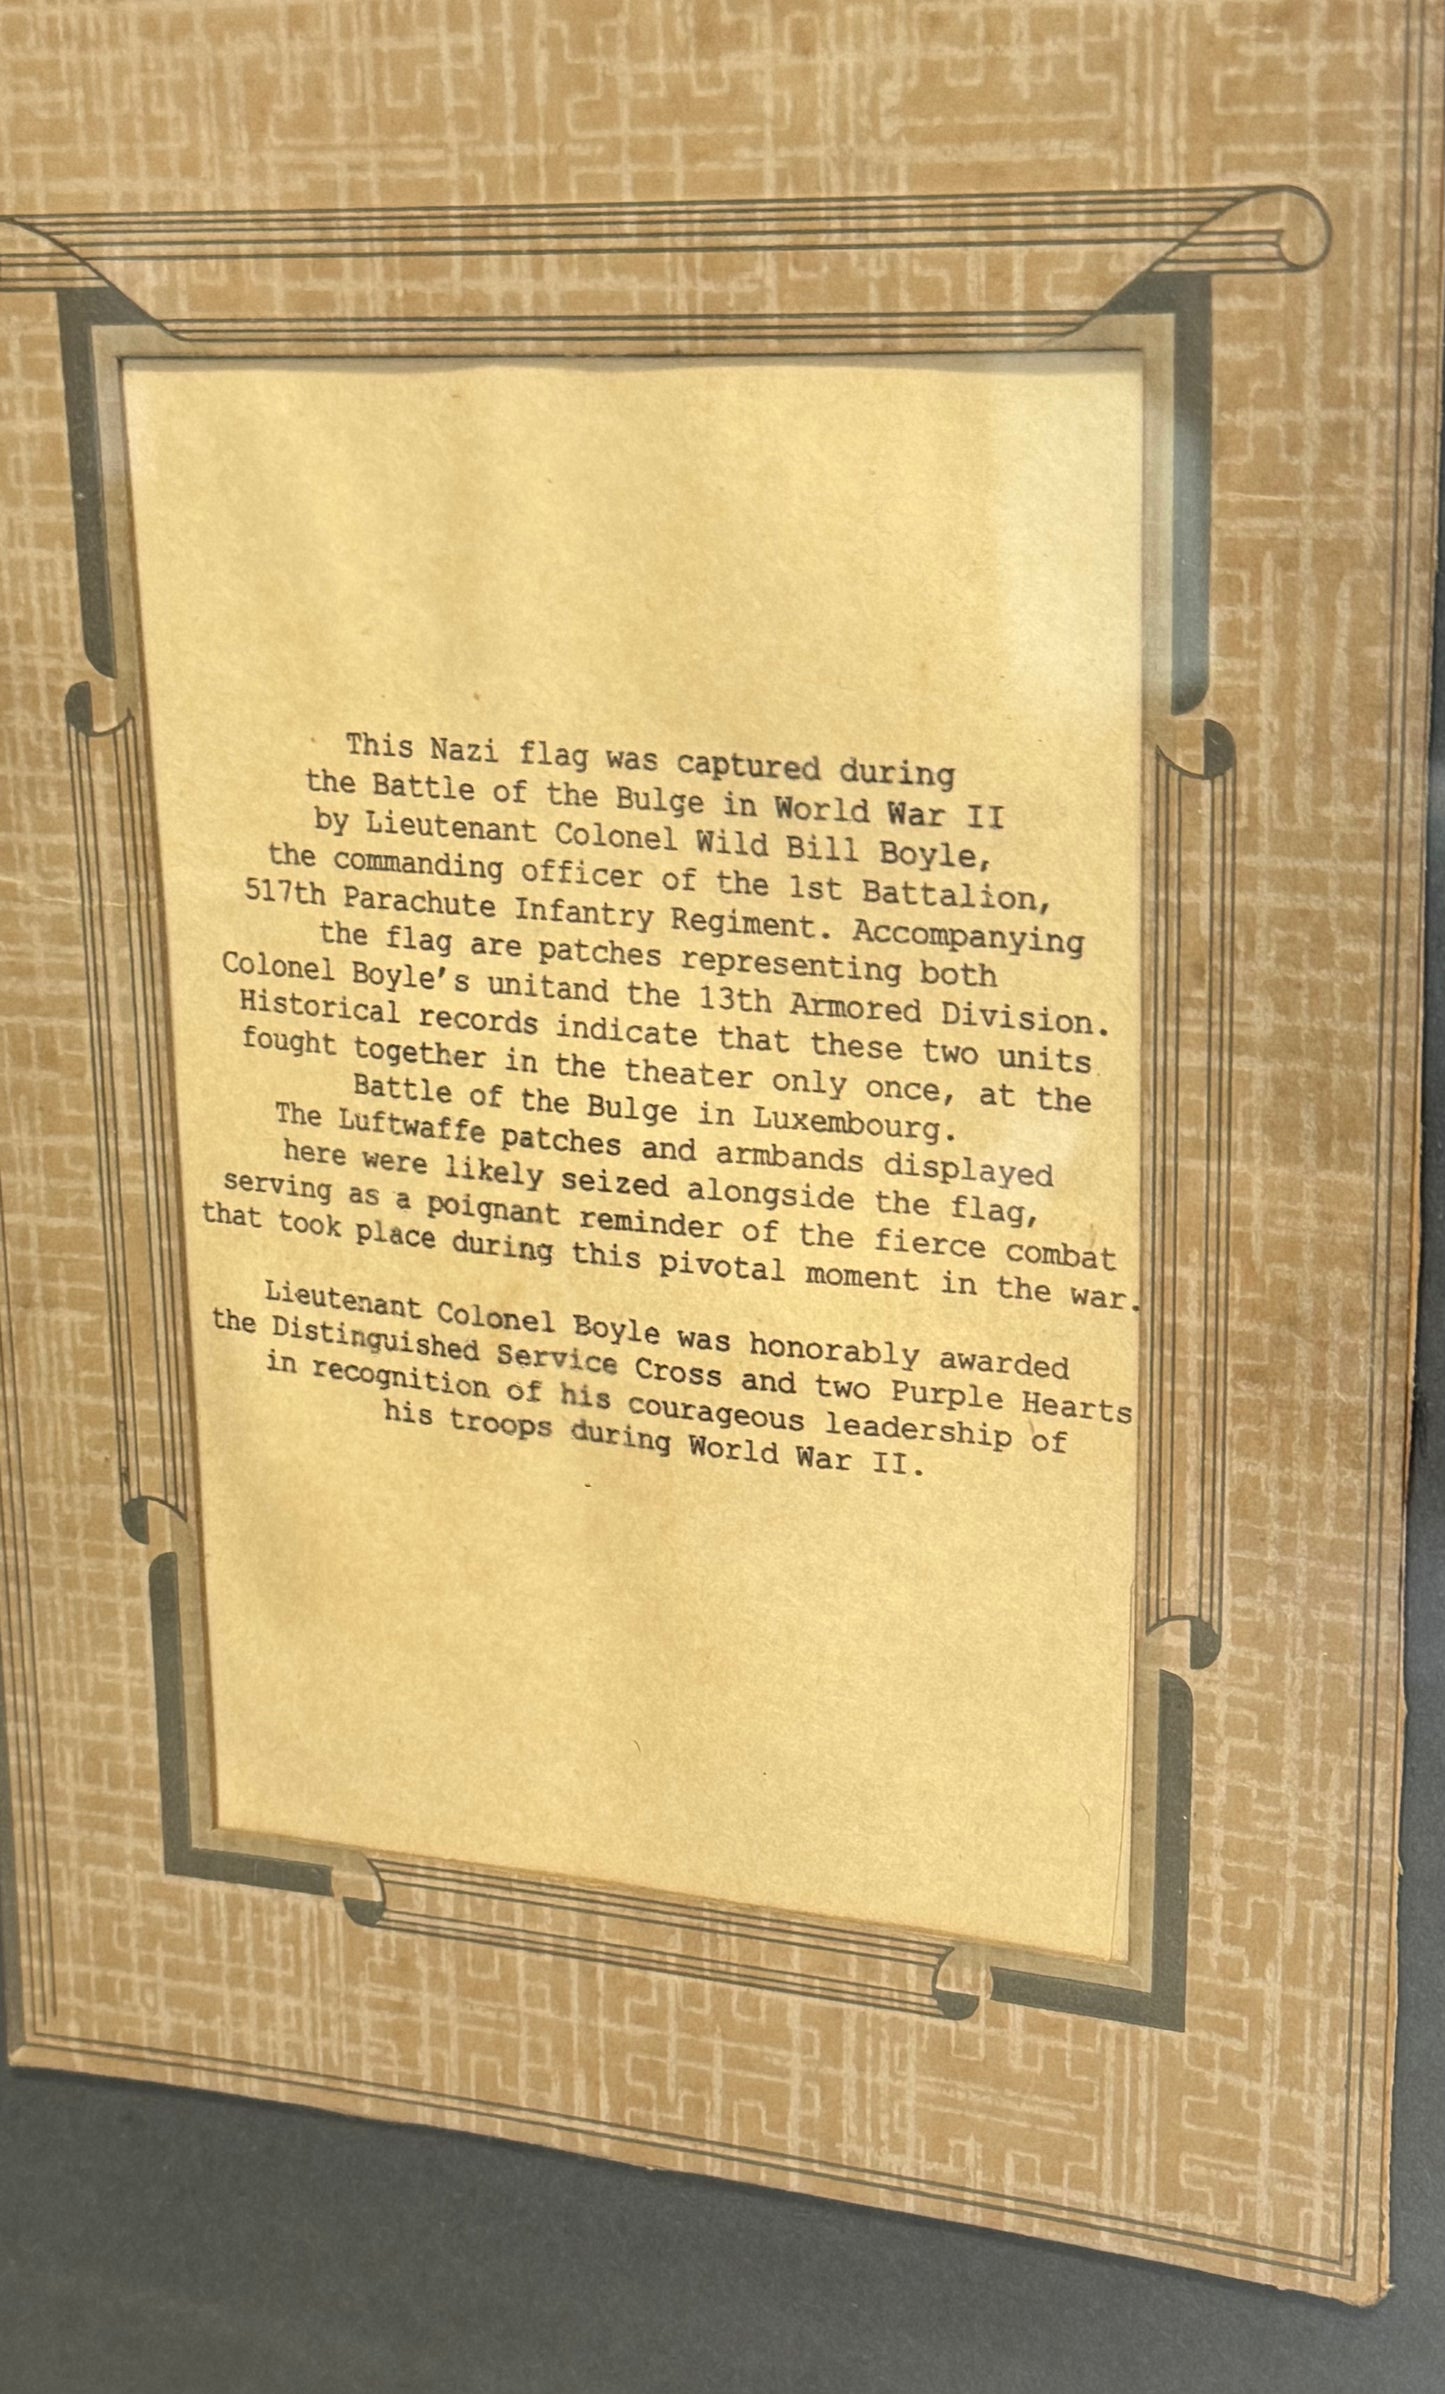 This Nazi flag was captured during
the Battle of the Bulge in World War II
by Lieutenant Colonel Wild Bill Boyle,
the commanding officer of the 1st Battalion,
517th Parachute Infantry Regiment. Accompanying
the flag are patches representing both
Colonel Boyle's unitand the 13th Armored Division.
Historical records indicate that these two units
fought together in the theater only once, at the
Battle of the Bulge in Luxembourg.
The Luftwaffe patches and armbands displayed
here were likely seized alongside the flag,
serving as a poignant reminder of the fierce combat
that took place during this pivotal moment in the war.
Lieutenant Colonel Boyle was honorably awarded
the Distinguished Service Cross and two Purple Hearts
in recognition of his courageous leadership of
his troops during World War II.